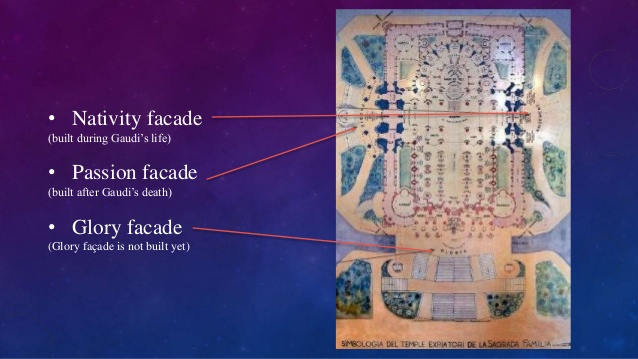 • Nativity facade
(built during Gaudi's life)
• Passion facade
(built after Gaudi's death)
• Glory facade
(Glory façade is not built yet)
GLORIA
SIMBOLOGIA DEL TEMPLE EXPIATORI DE LA SAGRADA FAMILIA